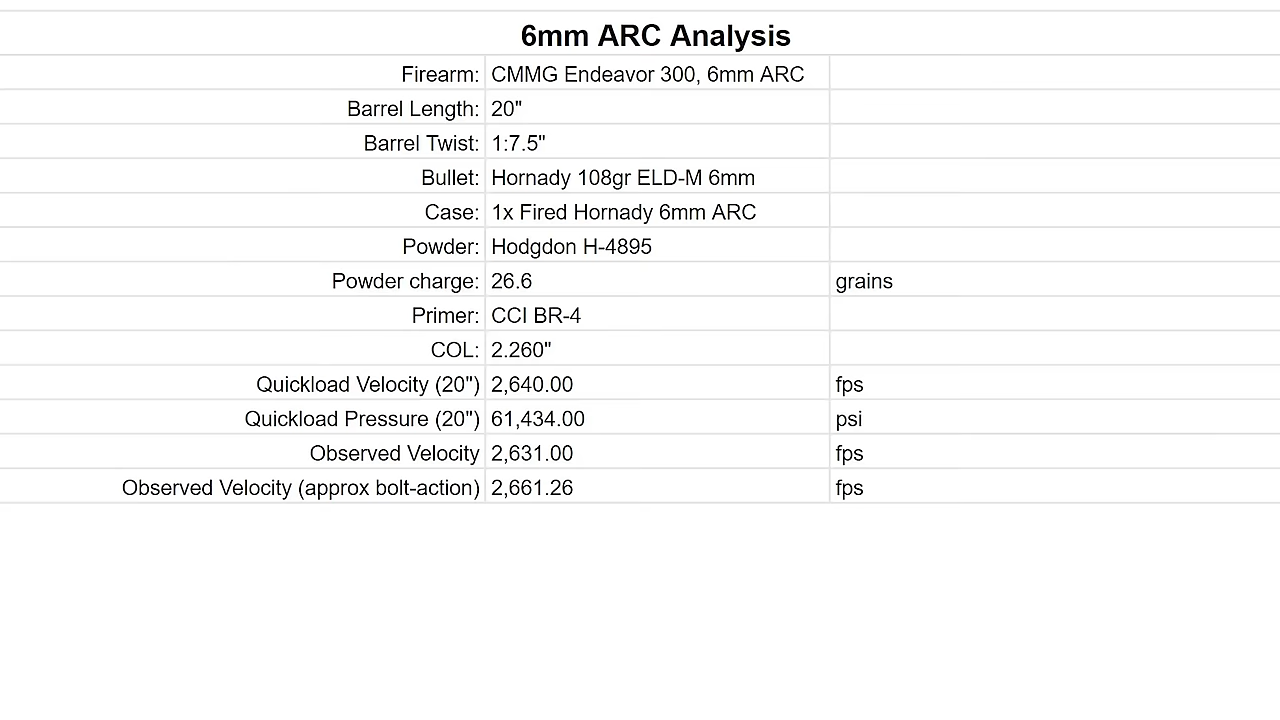 6mm ARC Analysis
Firearm: CMMG Endeavor 300, 6mm ARC
Barrel Length: 20"
Barrel Twist: 1:7.5"
Bullet: Hornady 108gr ELD-M 6mm
Case: 1x Fired Hornady 6mm ARC
Powder: Hodgdon H-4895
Powder charge: 26.6 grains
Primer: CCI BR-4
COL: 2.260"
Quickload Velocity (20") 2,640.00 fps
Quickload Pressure (20") 61,434.00 psi
Observed Velocity 2,631.00 fps
Observed Velocity (approx bolt-action) 2,661.26 fps